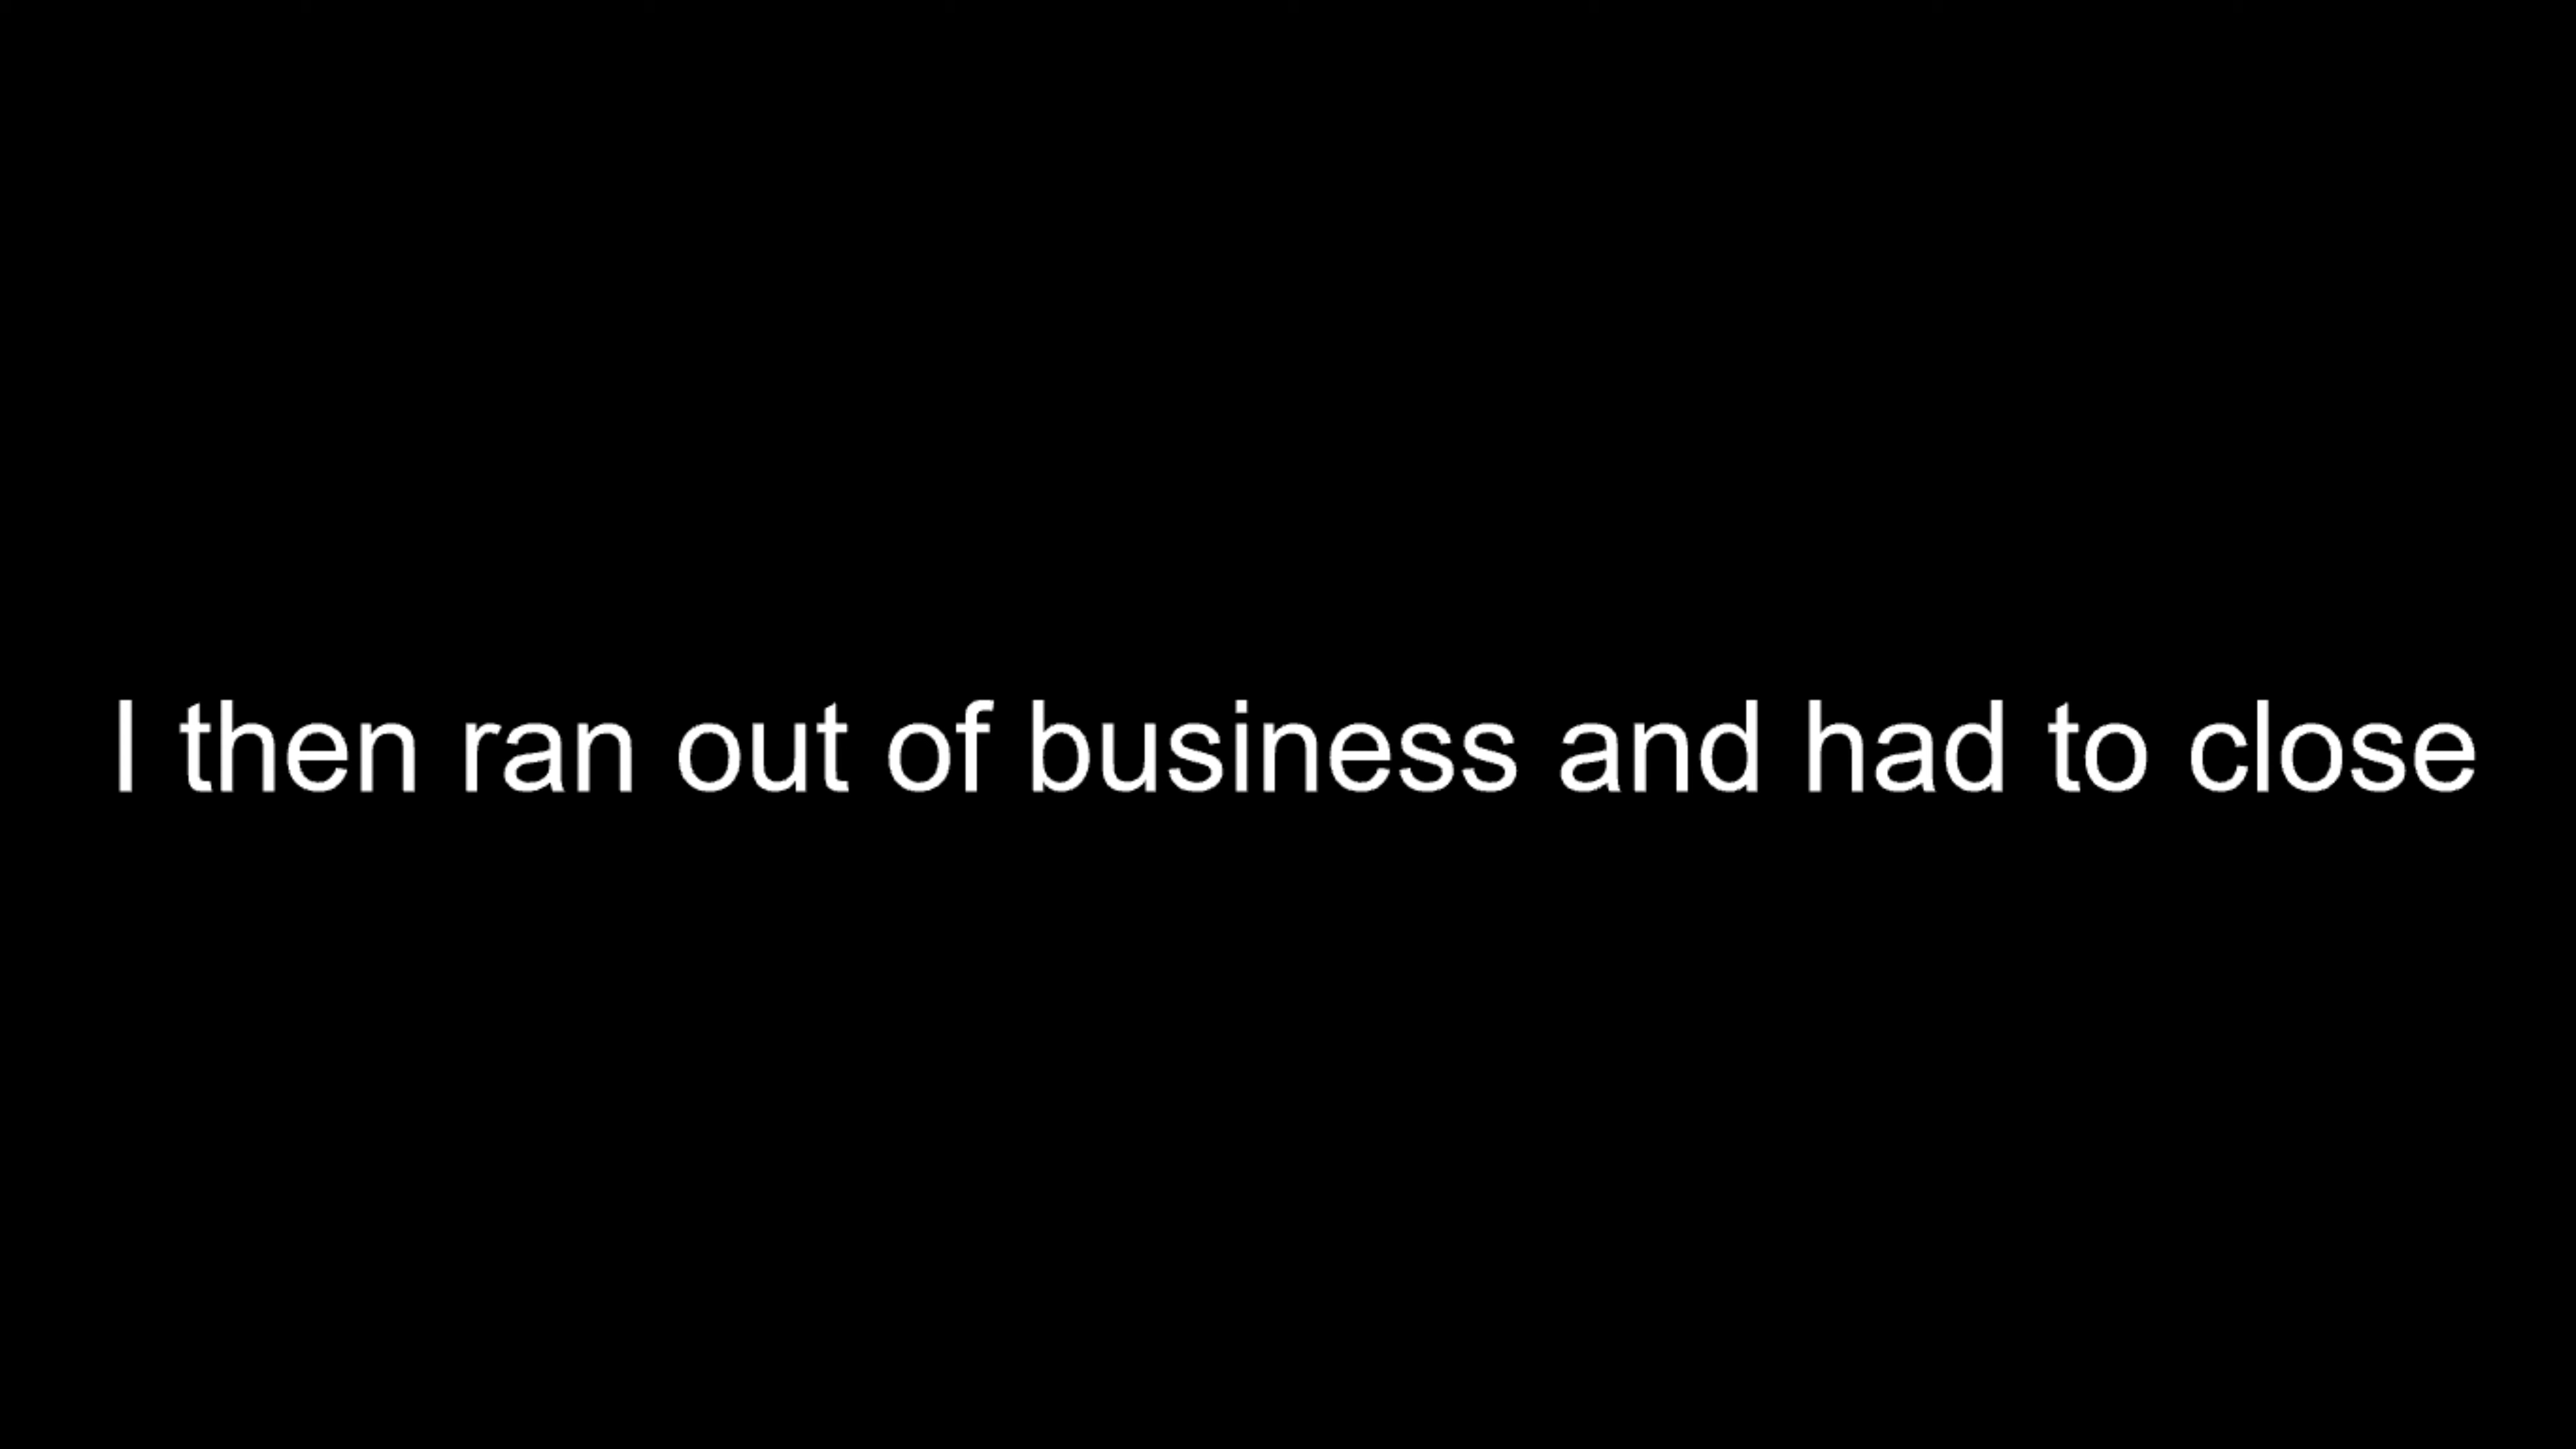 I then ran out of business and had to close